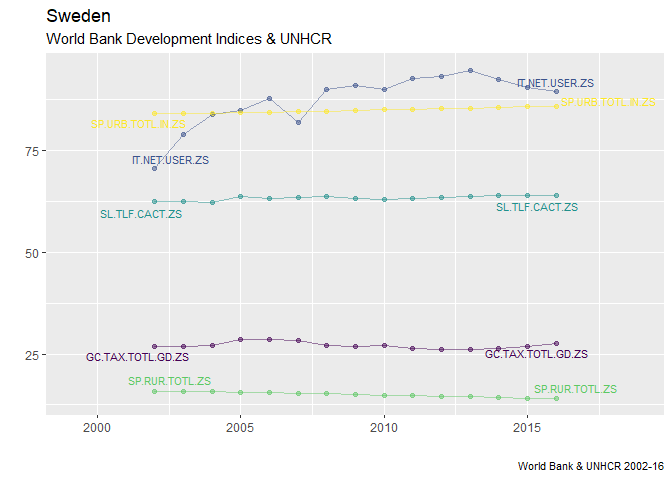 Sweden
World Bank Development Indices & UNHCR
IT.NET.USER.ZS
SP.URB.TOTL.IN.ZS
SP.URB.TOTL.IN.ZS
75
IT.NET.USER.ZS
SL.TLF.CACT.ZS
SL.TLF.CACT.ZS
50
25
GC.TAX.TOTL.GD.ZS
GC.TAX.TOTL.GD.ZS
SP.RUR.TOTL.ZS
SP.RUR.TOTL.ZS
2000 2005 2010 2015
World Bank & UNHCR 2002-16